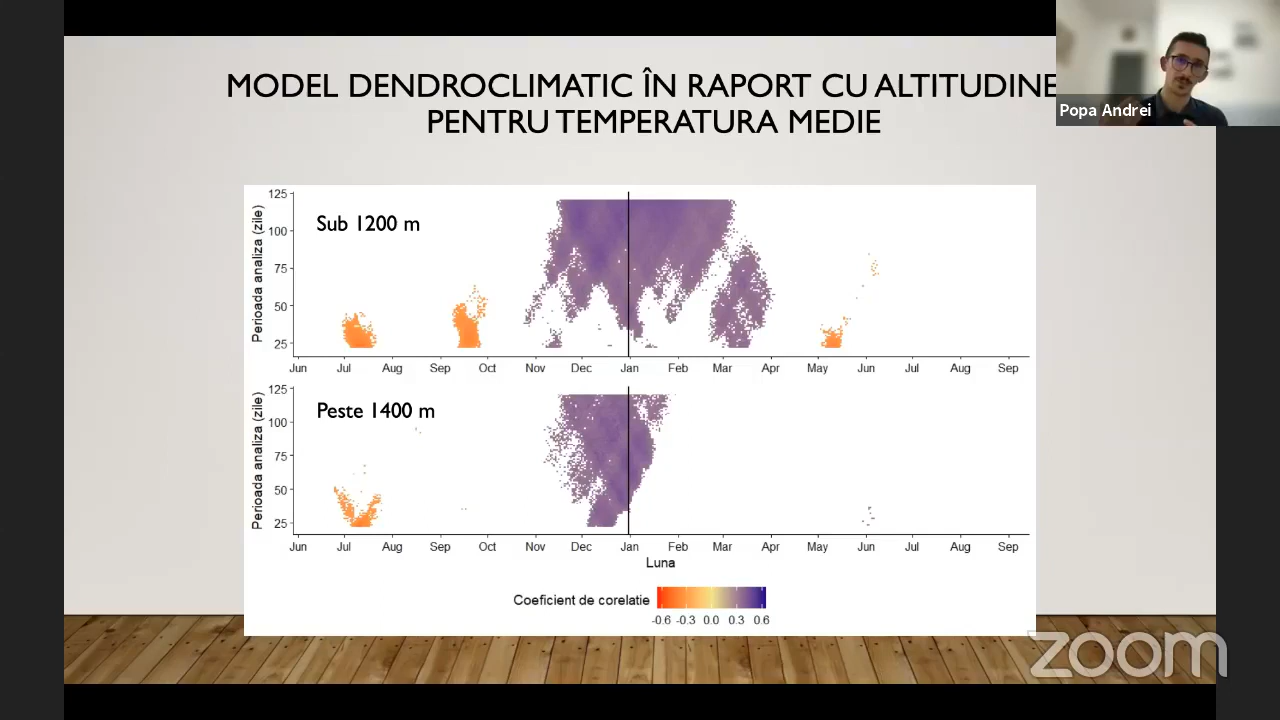 MODEL DENDROCLIMATIC ÎN RAPORT CU ALTITUDINE
PENTRU TEMPERATURA MEDIE
Popa Andrei
125
100
75
50
25
Perioada analiza (zile)
Sub 1200 m
Jun Jul Aug Sep Oct Nov Dec Jan Feb Mar Apr May Jun Jul Aug Sep
125
100
75
50
25
Perioada analiza (zile)
Peste 1400 m
Jun Jul Aug Sep Oct Nov Dec Jan Feb Mar Apr May Jun Jul Aug Sep
Luna
Coeficient de corelatie
-0.6 -0.3 0.0 0.3 0.6
zoom